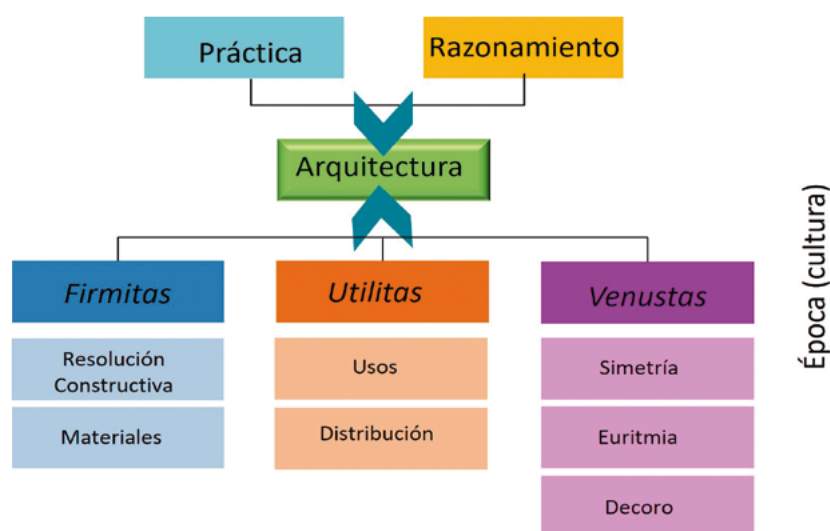 Práctica
Razonamiento
Arquitectura
Firmitas
Utilitas
Venustas
Resolución
Constructiva
Usos
Simetría
Materiales
Distribución
Euritmia
Decoro
Época (cultura)